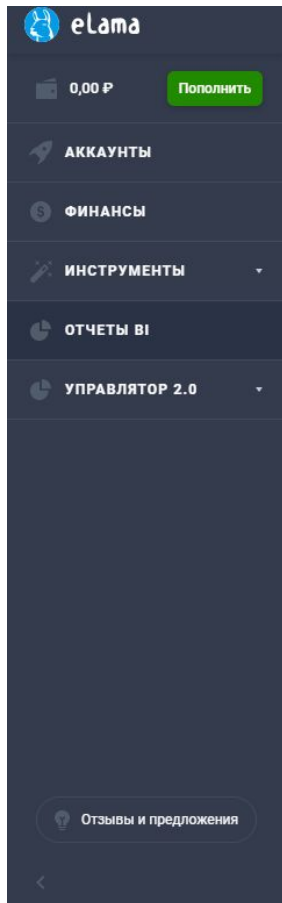 eLama
0,00 ₽ Пополнить
АККАУНТЫ
ФИНАНСЫ
ИНСТРУМЕНТЫ
ОТЧЕТЫ BI
УПРАВЛЯТОР 2.0
Отзывы и предложения